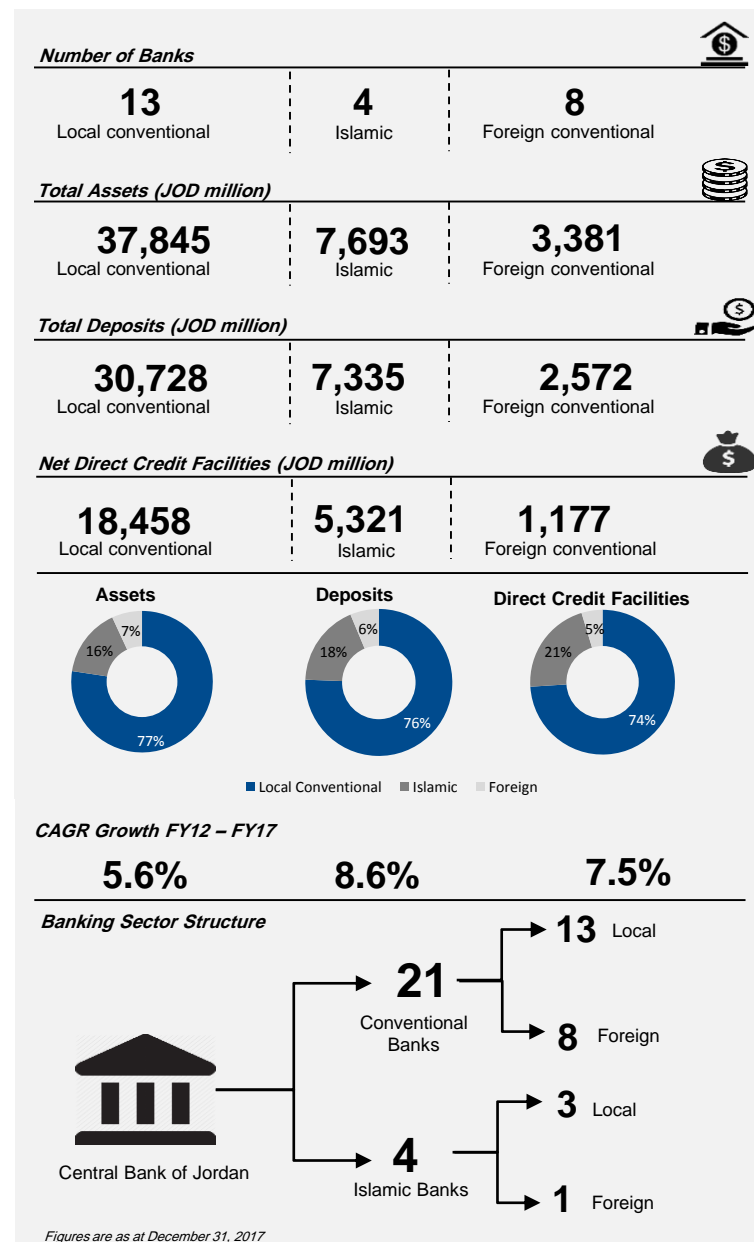 Number of Banks
$
13 4 8
Local conventional Islamic Foreign conventional
Total Assets (JOD million)
$
37,845 7,693 3,381
Local conventional Islamic Foreign conventional
Total Deposits (JOD million)
$
30,728 7,335 2,572
Local conventional Islamic Foreign conventional
Net Direct Credit Facilities (JOD million)
$
18,458 5,321 1,177
Local conventional Islamic Foreign conventional
Assets Deposits Direct Credit Facilities
7% 6% 5%
16% 18% 21%
77% 76% 74%
Local Conventional Islamic Foreign
CAGR Growth FY12 – FY17
5.6% 8.6% 7.5%
Banking Sector Structure
13 Local
21
Conventional
Banks
8 Foreign
3 Local
Central Bank of Jordan
4
Islamic Banks
1 Foreign
Figures are as at December 31, 2017